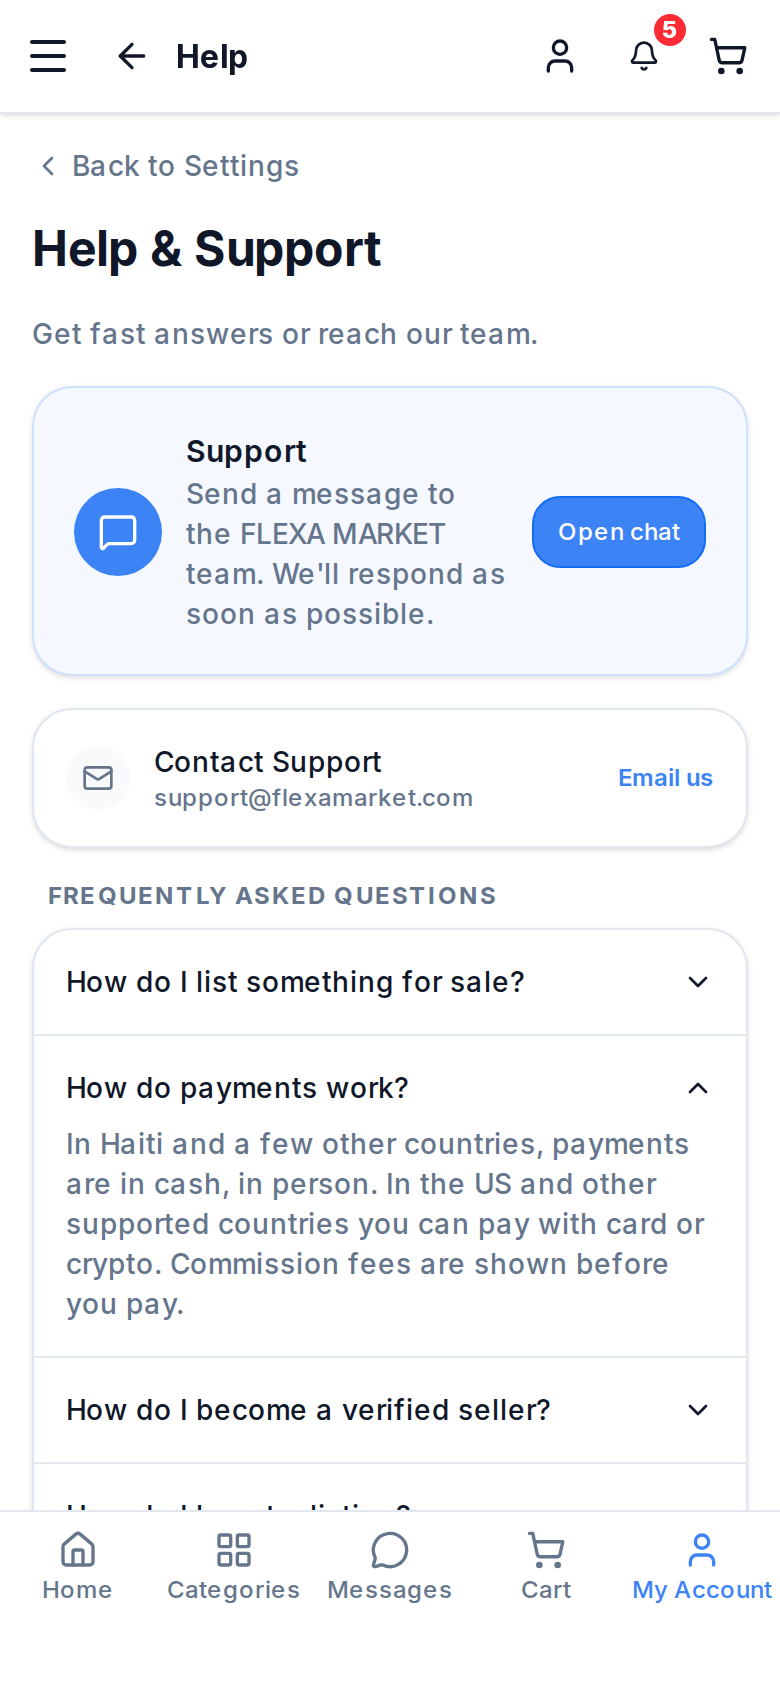 Help
5
Back to Settings
Help & Support
Get fast answers or reach our team.
Support
Send a message to
the FLEXA MARKET
team. We'll respond as
soon as possible.
Open chat
Contact Support
support@flexamarket.com
Email us
FREQUENTLY ASKED QUESTIONS
How do I list something for sale?
How do payments work?
In Haiti and a few other countries, payments
are in cash, in person. In the US and other
supported countries you can pay with card or
crypto. Commission fees are shown before
you pay.
How do I become a verified seller?
Home
Categories
Messages
Cart
My Account